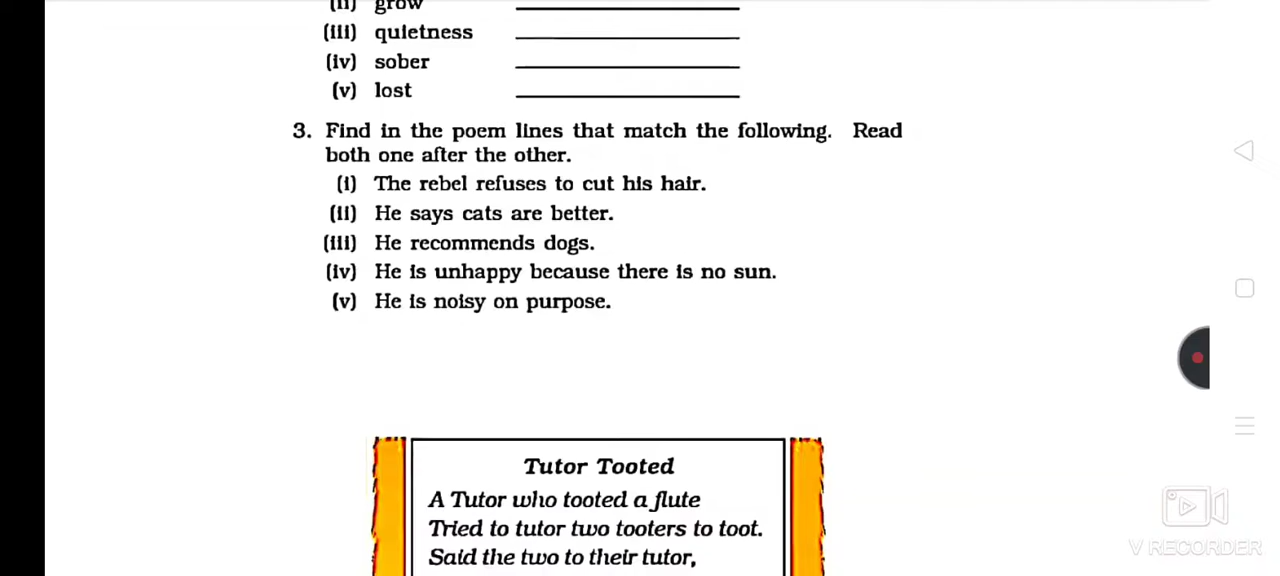 (ii) grow
(iii) quietness
(iv) sober
(v) lost
3. Find in the poem lines that match the following. Read
both one after the other.
(i) The rebel refuses to cut his hair.
(ii) He says cats are better.
(iii) He recommends dogs.
(iv) He is unhappy because there is no sun.
(v) He is noisy on purpose.
Tutor Tooted
A Tutor who tooted a flute
Tried to tutor two tooters to toot.
Said the two to their tutor,
V RECORDER